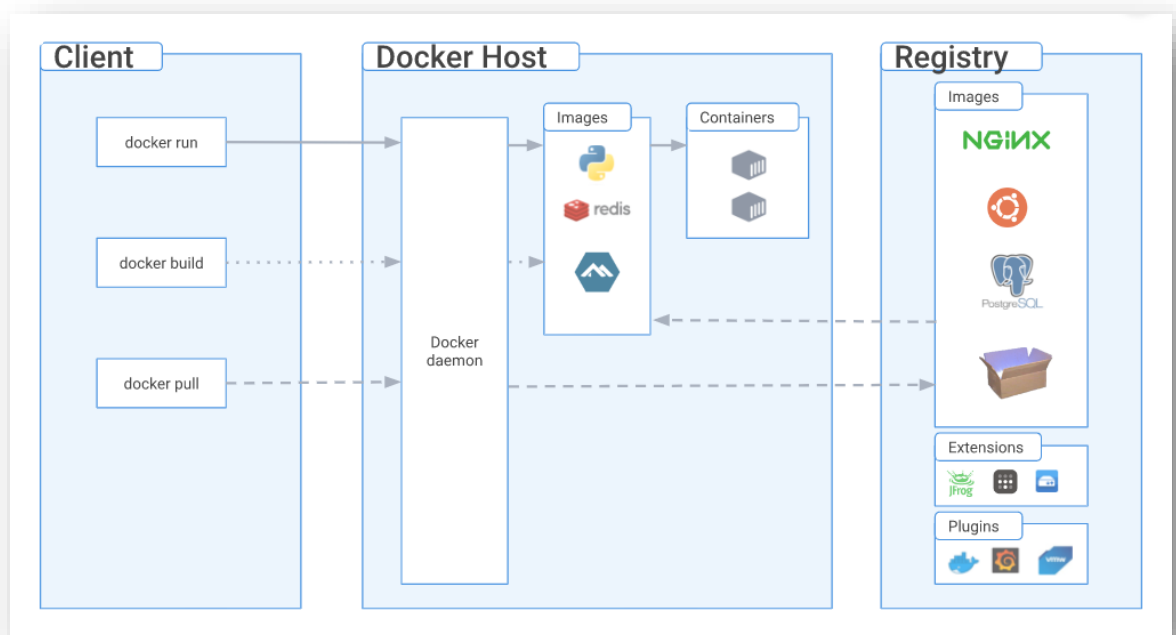 Client
Docker Host
Registry
docker run
docker build
docker pull
Docker
daemon
Images
redis
Containers
Images
NGINX
PostgreSQL
Extensions
JFrog
Plugins
vmw